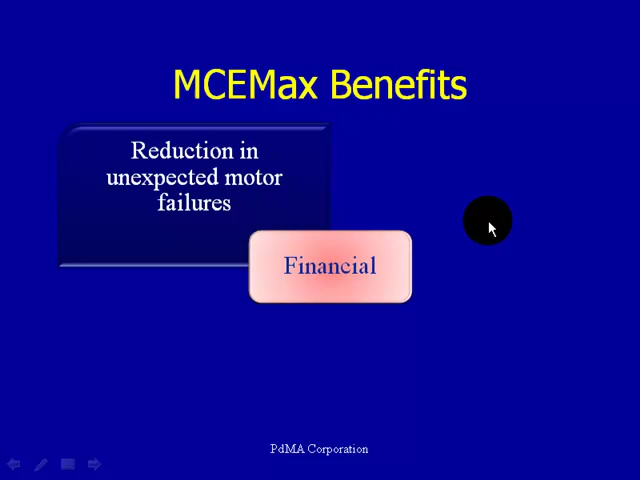 MCEMax Benefits
Reduction in
unexpected motor
failures
Financial
PdMA Corporation